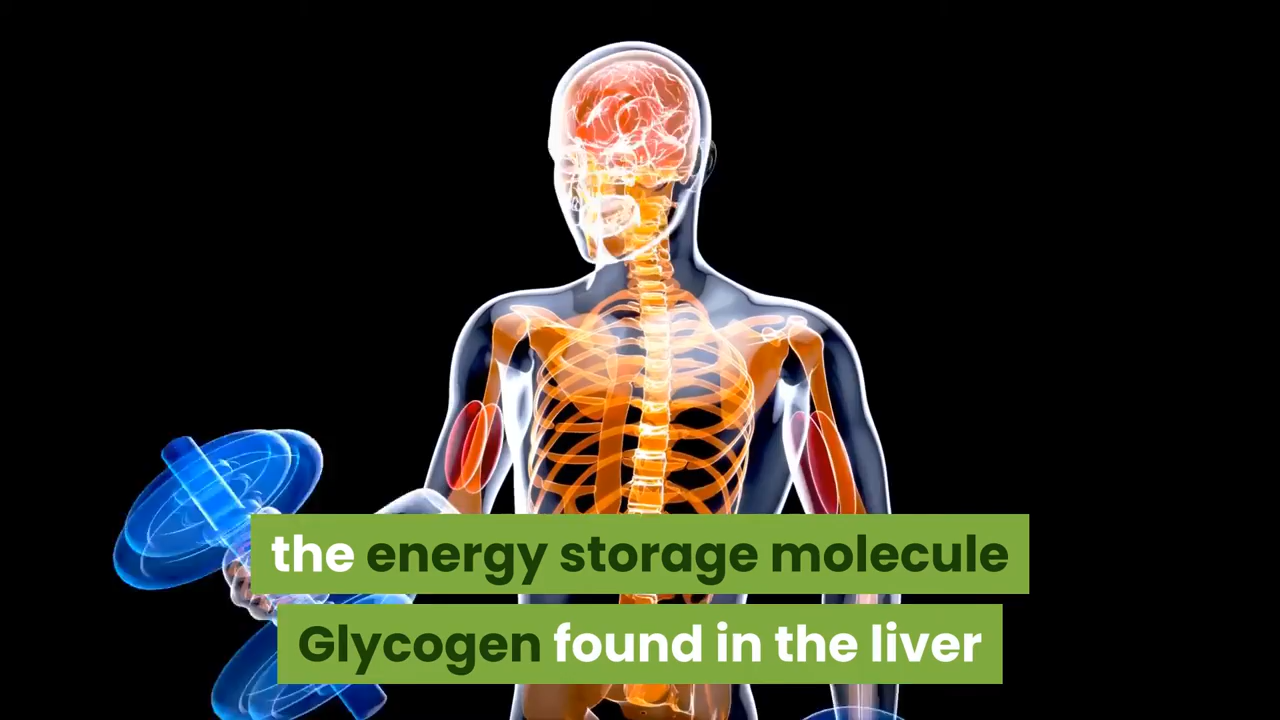 the energy storage molecule
Glycogen found in the liver